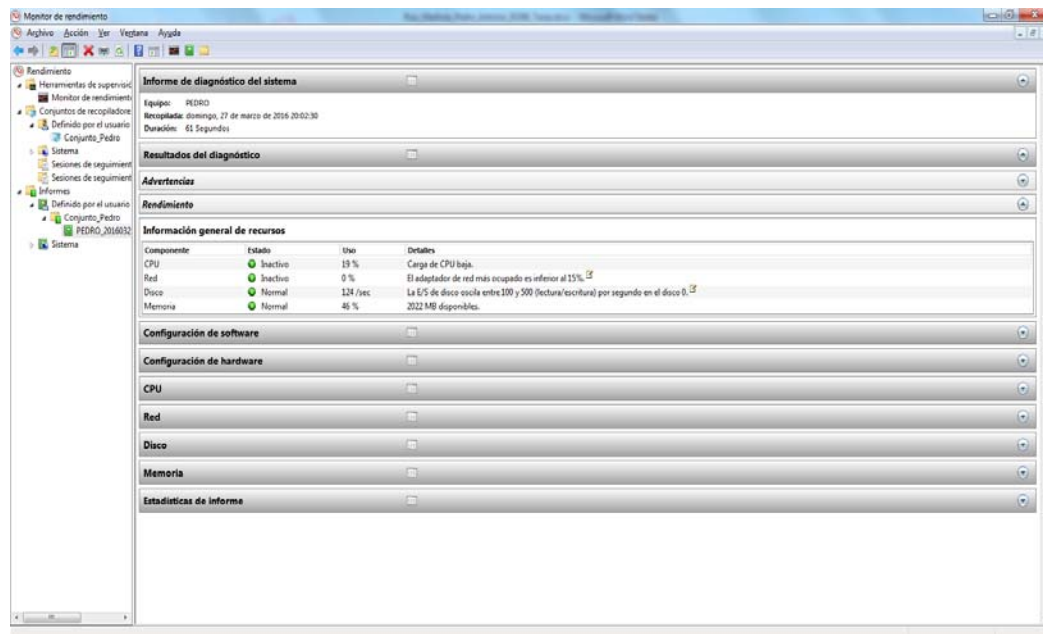 Monitor de rendimiento
Archivo Acción Ver Ventana Ayuda
Rendimiento
Herramientas de supervisió
Monitor de rendimient
Conjuntos de recopiladore
Definido por el usuario
Conjunto_Pedro
Sistema
Sesiones de seguimient
Sesiones de seguimient
Informes
Definido por el usuario
Conjunto_Pedro
PEDRO_2016032
Sistema
Informe de diagnóstico del sistema
Equipo: PEDRO
Recopilada: domingo, 27 de marzo de 2016 20:02:30
Duración: 61 Segundos
Resultados del diagnóstico
Advertencias
Rendimiento
Información general de recursos
Componente Estado Uso Detalles
CPU Inactivo 19 % Carga de CPU baja.
Red Inactivo 0 % El adaptador de red más ocupado es inferior al 15%.
Disco Normal 124 /sec La E/S de disco oscila entre 100 y 500 (lectura/escritura) por segundo en el disco 0.
Memoria Normal 46 % 2022 MB disponibles.
Configuración de software
Configuración de hardware
CPU
Red
Disco
Memoria
Estadísticas de informe